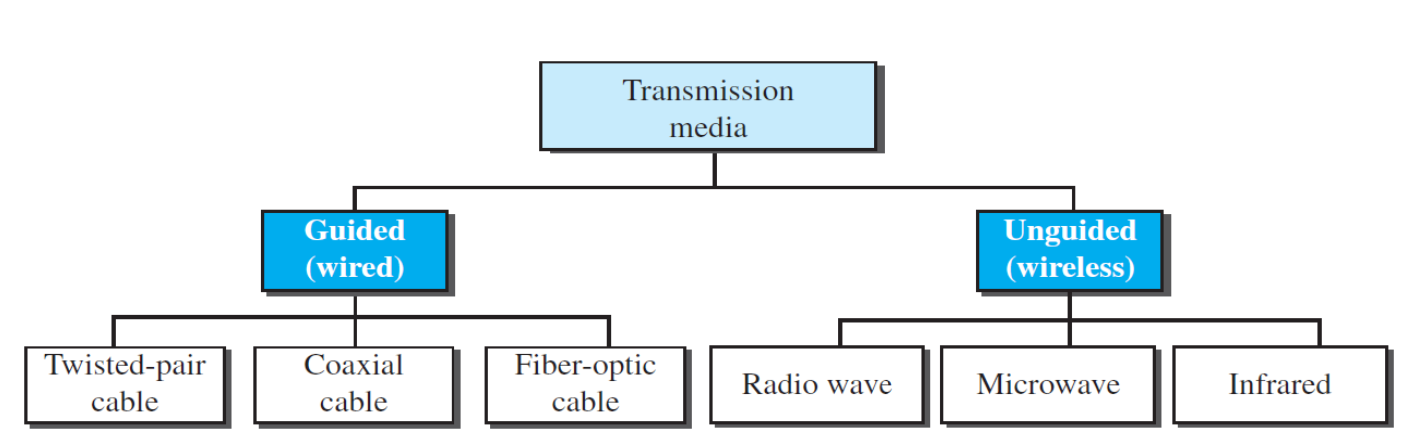 Transmission
media
Guided
(wired)
Unguided
(wireless)
Twisted-pair
cable
Coaxial
cable
Fiber-optic
cable
Radio wave
Microwave
Infrared